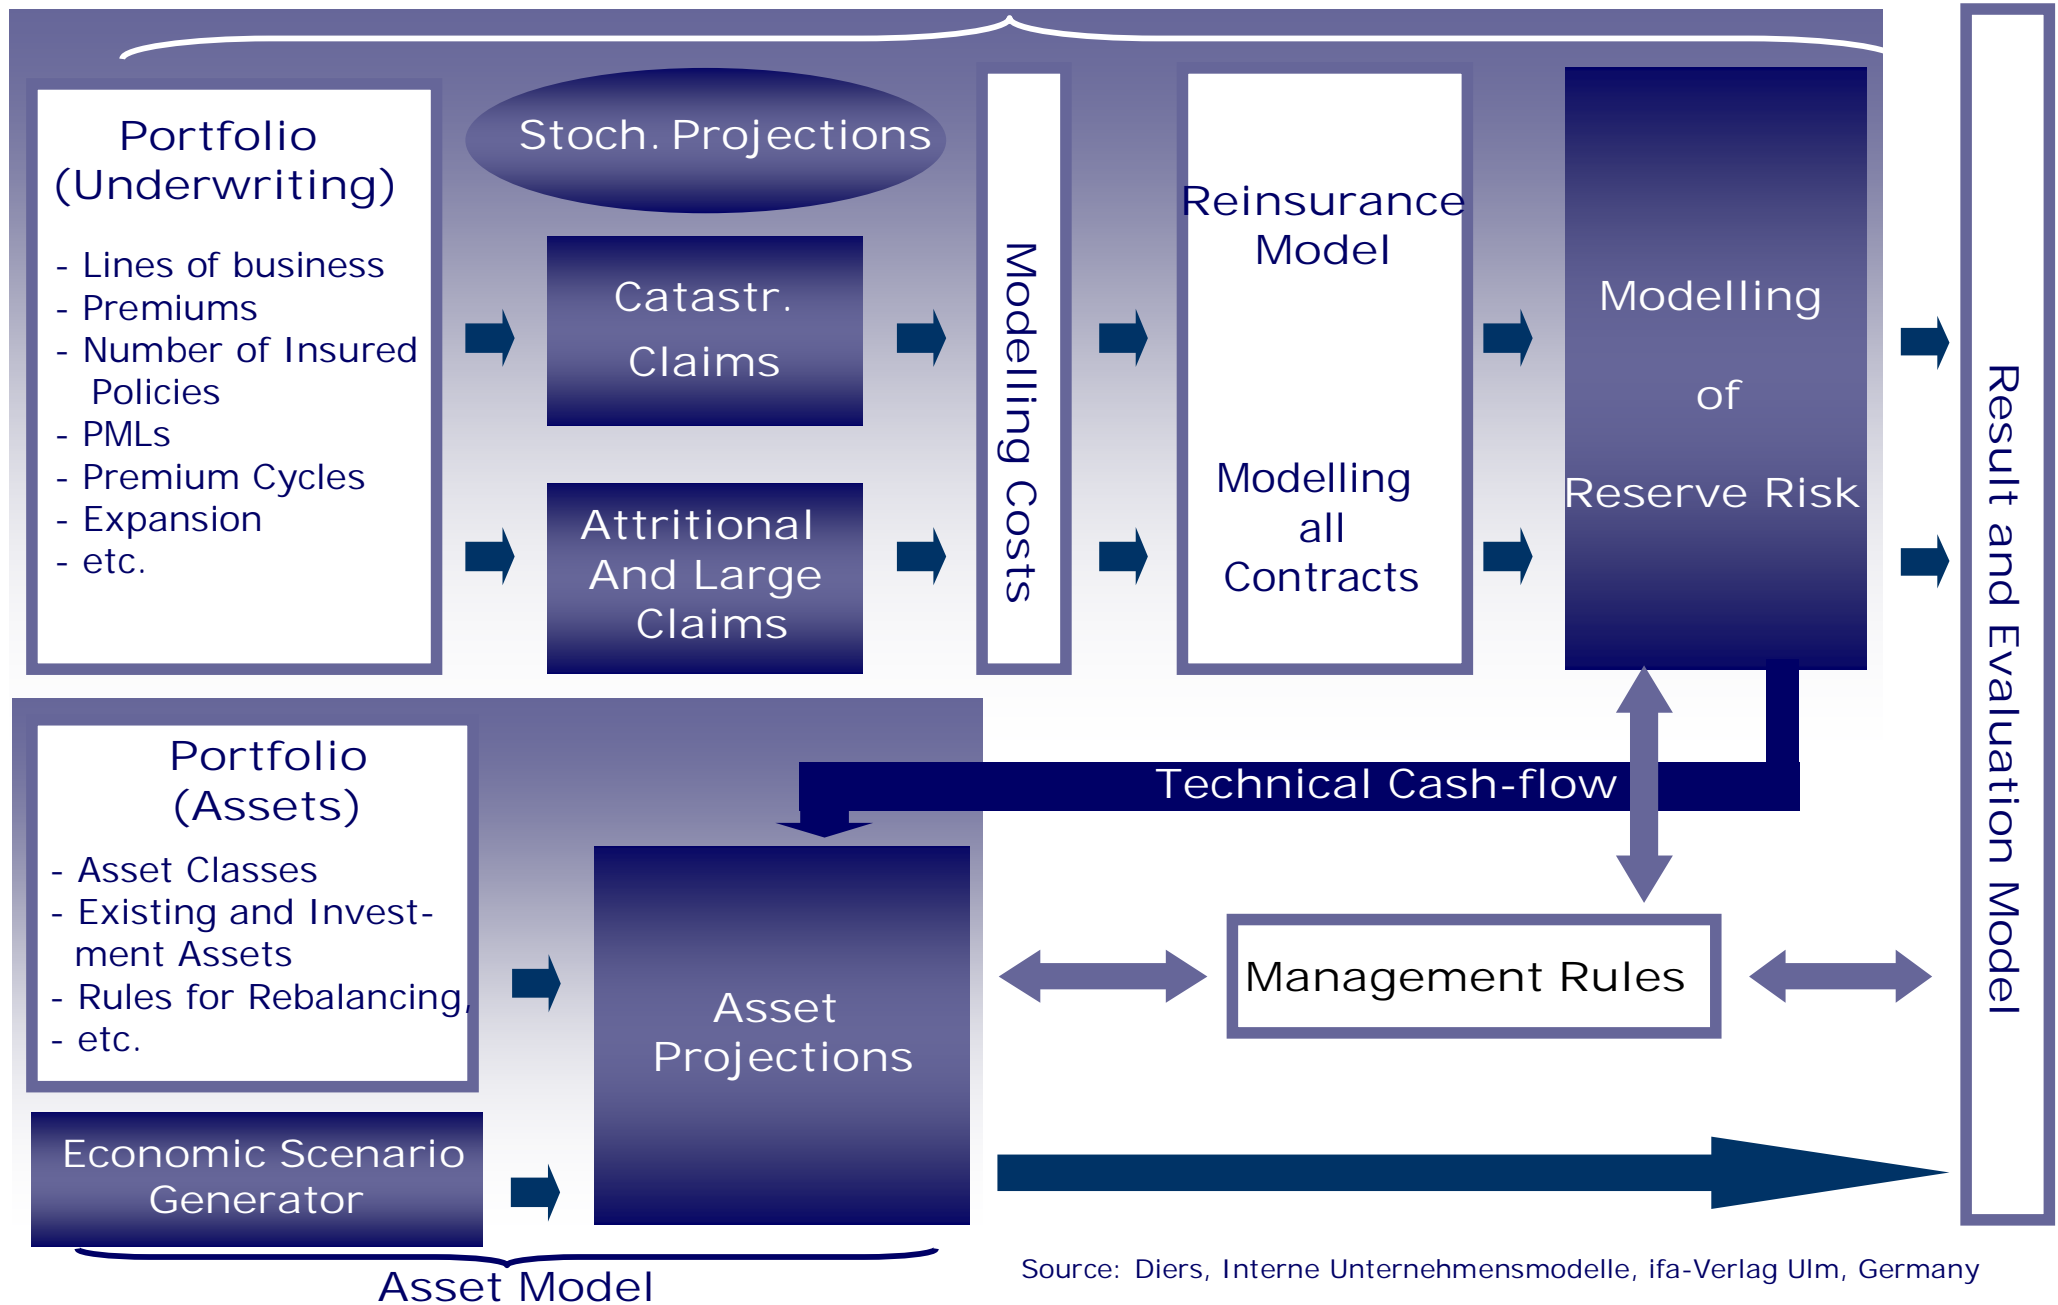 Portfolio
(Underwriting)
- Lines of business
- Premiums
- Number of Insured
Policies
- PMLs
- Premium Cycles
- Expansion
- etc.
Stoch. Projections
Catastr.
Claims
Attritional
And Large
Claims
Modelling Costs
Reinsurance
Model
Modelling
all
Contracts
Modelling
of
Reserve Risk
Result and Evaluation Model
Technical Cash-flow
Portfolio
(Assets)
- Asset Classes
- Existing and Invest-
ment Assets
- Rules for Rebalancing,
- etc.
Asset
Projections
Management Rules
Economic Scenario
Generator
Asset Model
Source: Diers, Interne Unternehmensmodelle, ifa-Verlag Ulm, Germany